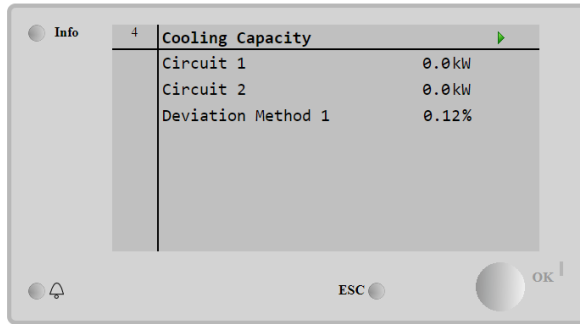 Info
4 Cooling Capacity
Circuit 1 0.0kW
Circuit 2 0.0kW
Deviation Method 1 0.12%
ESC
OK